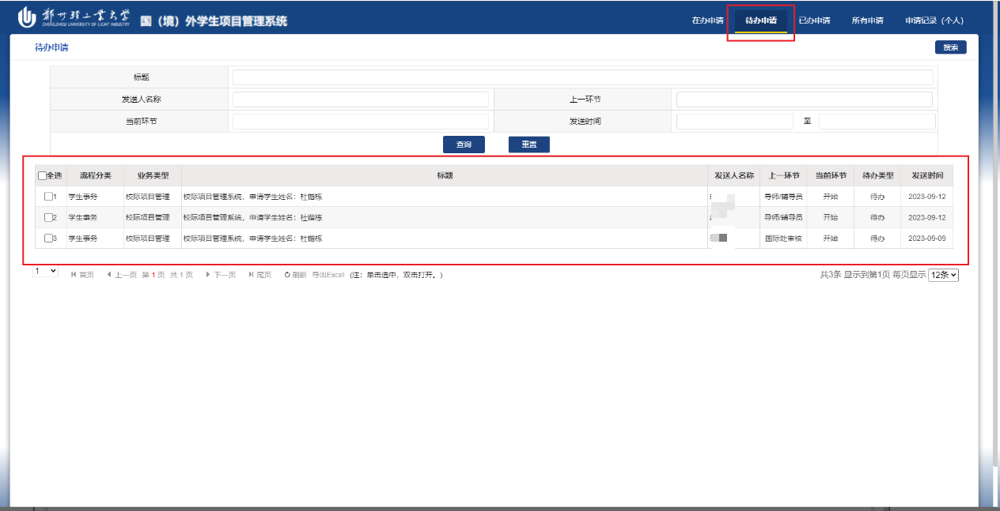 郑州轻工业大学 国（境）外学生项目管理系统 在办申请 待办申请 已办申请 所有申请 申请记录（个人）
ZHENGZHOU UNIVERSITY OF LIGHT INDUSTRY
待办申请 搜索
标题
发送人名称 上一环节
当前环节 发送时间 至
查询 重置
全选 流程分类 业务类型 标题 发送人名称 上一环节 当前环节 待办类型 发送时间
1 学生事务 校际项目管理 校际项目管理系统，申请学生姓名：杜锴栋 导师/辅导员 开始 待办 2023-09-12
2 学生事务 校际项目管理 校际项目管理系统，申请学生姓名：杜锴栋 导师/辅导员 开始 待办 2023-09-12
3 学生事务 校际项目管理 校际项目管理系统，申请学生姓名：杜锴栋 国际处审核 开始 待办 2023-09-09
1 首页 上一页 第1页 共1页 下一页 尾页 刷新 导出Excel (注：单击选中，双击打开。) 共3条 显示到第1页 每页显示 12条